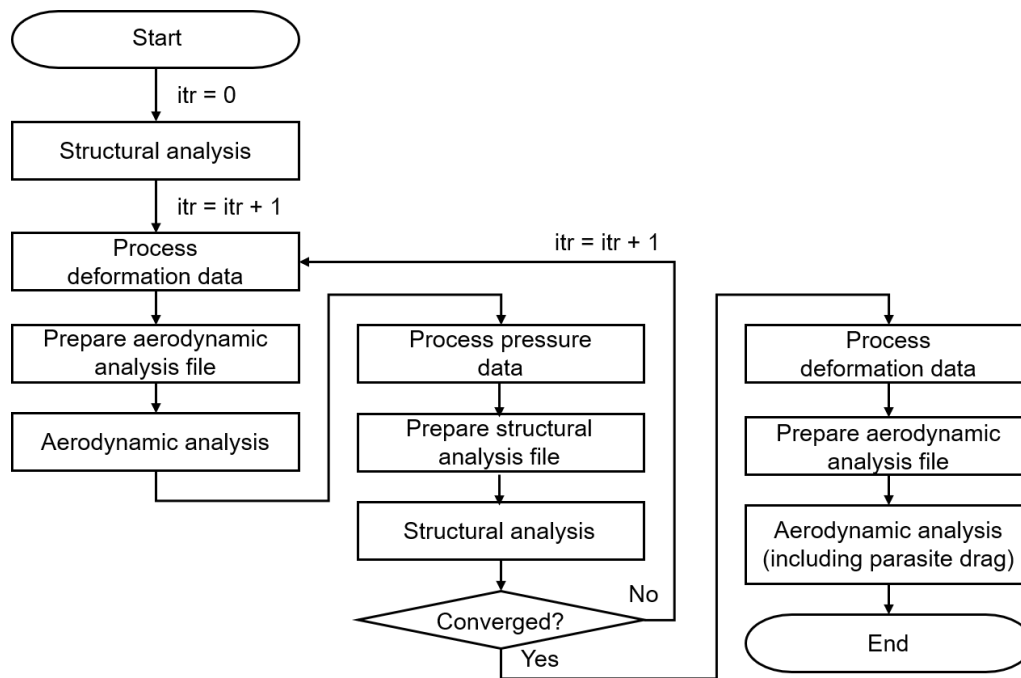 Start
itr = 0
Structural analysis
itr = itr + 1
Process
deformation data
Prepare aerodynamic
analysis file
Aerodynamic analysis
itr = itr + 1
Process pressure
data
Prepare structural
analysis file
Structural analysis
Converged?
No
Yes
Process
deformation data
Prepare aerodynamic
analysis file
Aerodynamic analysis
(including parasite drag)
End